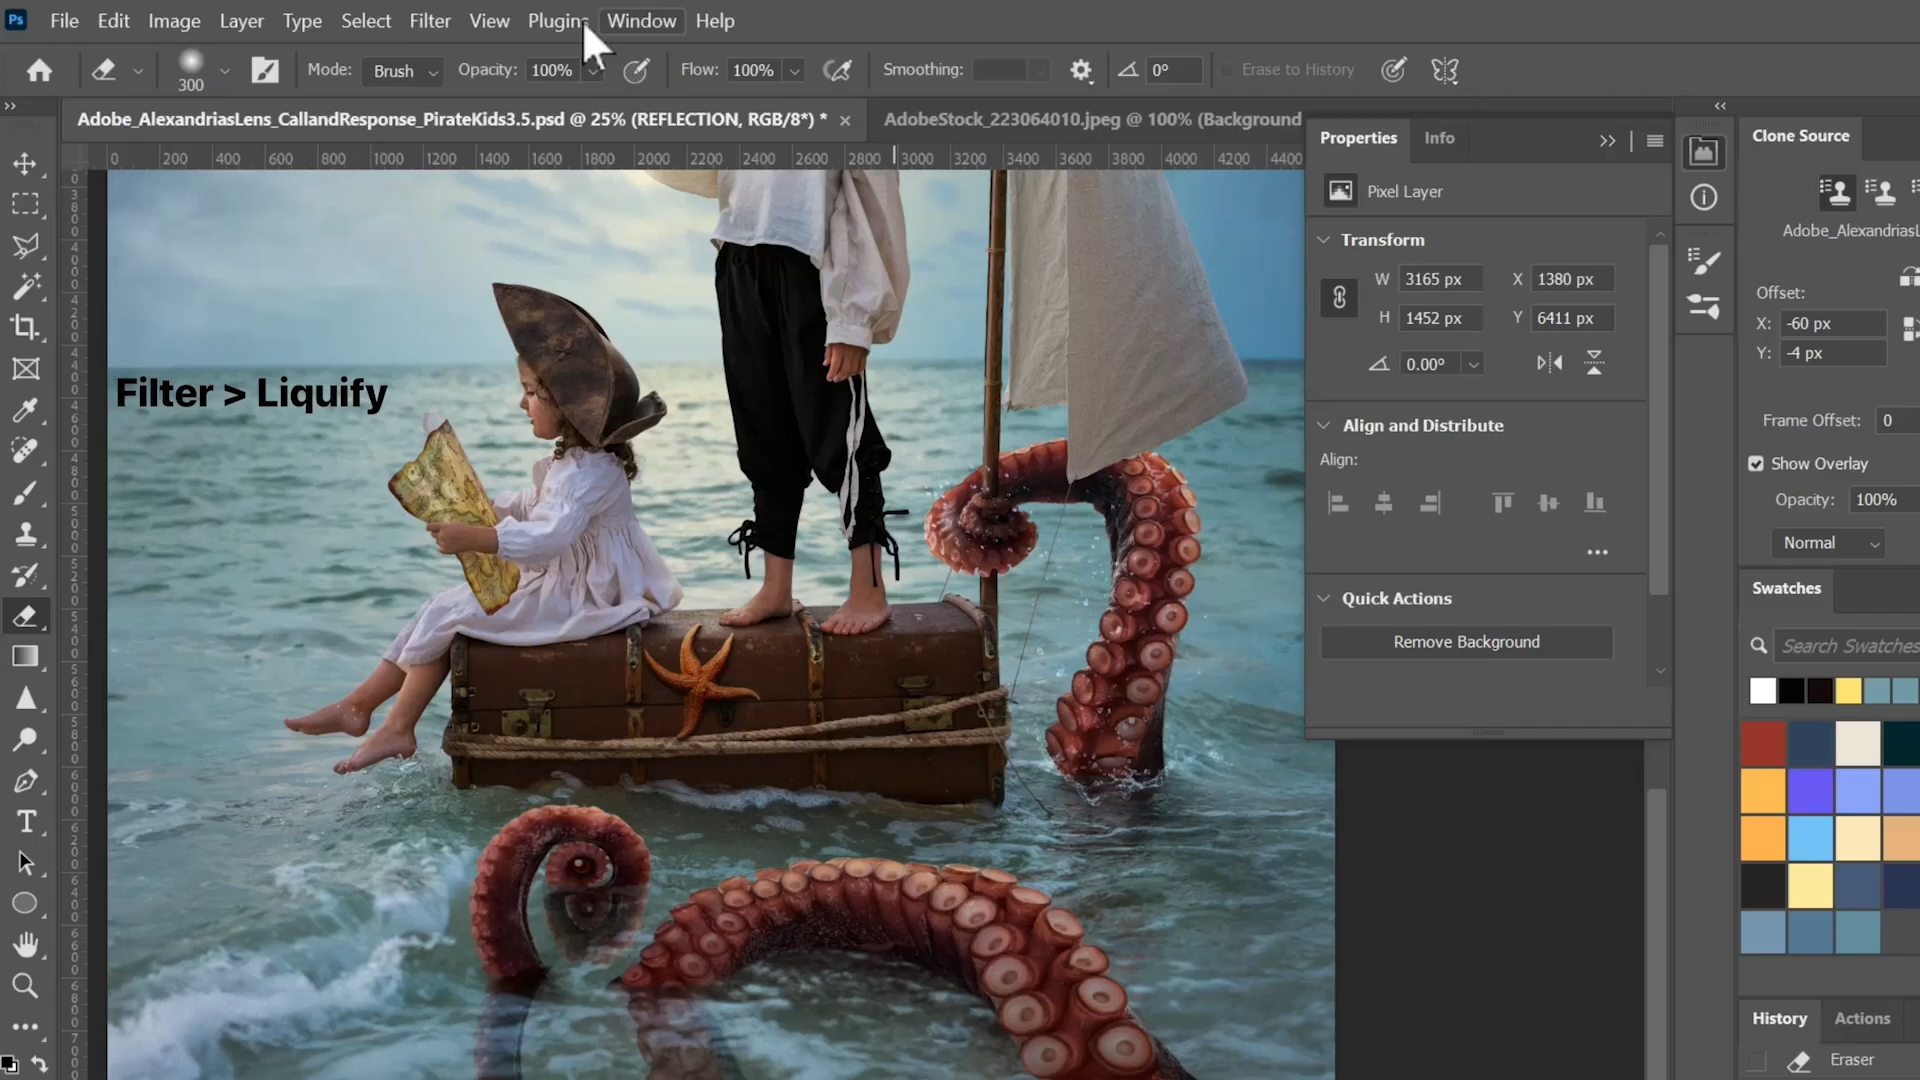 Ps File Edit Image Layer Type Select Filter View Plugins Window Help
300 Mode: Brush Opacity: 100% Flow: 100% Smoothing: 0° Erase to History
Adobe_AlexandriasLens_CallandResponse_PirateKids3.5.psd @ 25% (REFLECTION, RGB/8*) * × AdobeStock_223064010.jpeg @ 100% (Background
0 200 400 600 800 1000 1200 1400 1600 1800 2000 2200 2400 2600 2800 3000 3200 3400 3600 3800 4000 4200 4400
Filter > Liquify
Properties Info
Pixel Layer
Transform
W 3165 px X 1380 px
H 1452 px Y 6411 px
0.00°
Align and Distribute
Align:
Quick Actions
Remove Background
Clone Source
Adobe_AlexandriasL
Offset:
X: -60 px
Y: -4 px
Frame Offset: 0
Show Overlay
Opacity: 100%
Normal
Swatches
Search Swatches
History Actions
Eraser